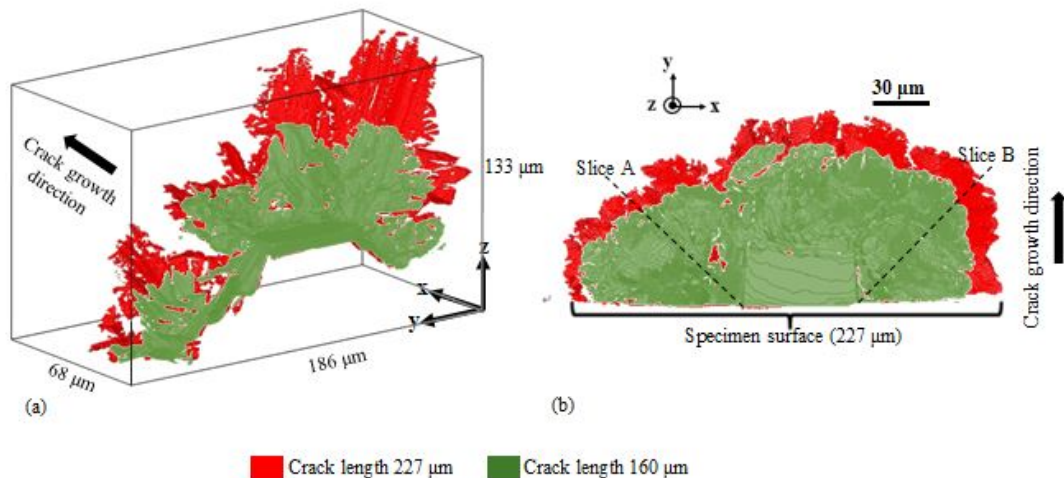 Crack growth
direction
133 µm
z
x
y
186 µm
68 µm
(a)
y
z
x
30 µm
Slice A
Slice B
Crack growth direction
Specimen surface (227 µm)
(b)
Crack length 227 µm
Crack length 160 µm